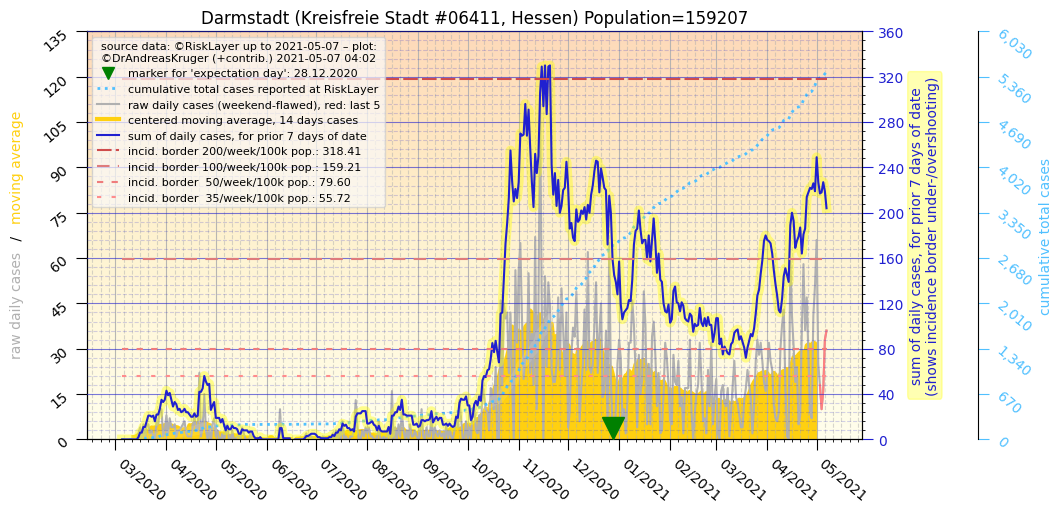 Darmstadt (Kreisfreie Stadt #06411, Hessen) Population=159207
source data: ©RiskLayer up to 2021-05-07 – plot:
©DrAndreasKruger (+contrib.) 2021-05-07 04:02
marker for 'expectation day': 28.12.2020
cumulative total cases reported at RiskLayer
raw daily cases (weekend-flawed), red: last 5
centered moving average, 14 days cases
sum of daily cases, for prior 7 days of date
incid. border 200/week/100k pop.: 318.41
incid. border 100/week/100k pop.: 159.21
incid. border 50/week/100k pop.: 79.60
incid. border 35/week/100k pop.: 55.72
raw daily cases / moving average
135
120
105
90
75
60
45
30
15
0
03/2020
04/2020
05/2020
06/2020
07/2020
08/2020
09/2020
10/2020
11/2020
12/2020
01/2021
02/2021
03/2021
04/2021
05/2021
360
320
280
240
200
160
120
80
40
0
sum of daily cases, for prior 7 days of date
(shows incidence border under-/overshooting)
6,030
5,360
4,690
4,020
3,350
2,680
2,010
1,340
670
0
cumulative total cases